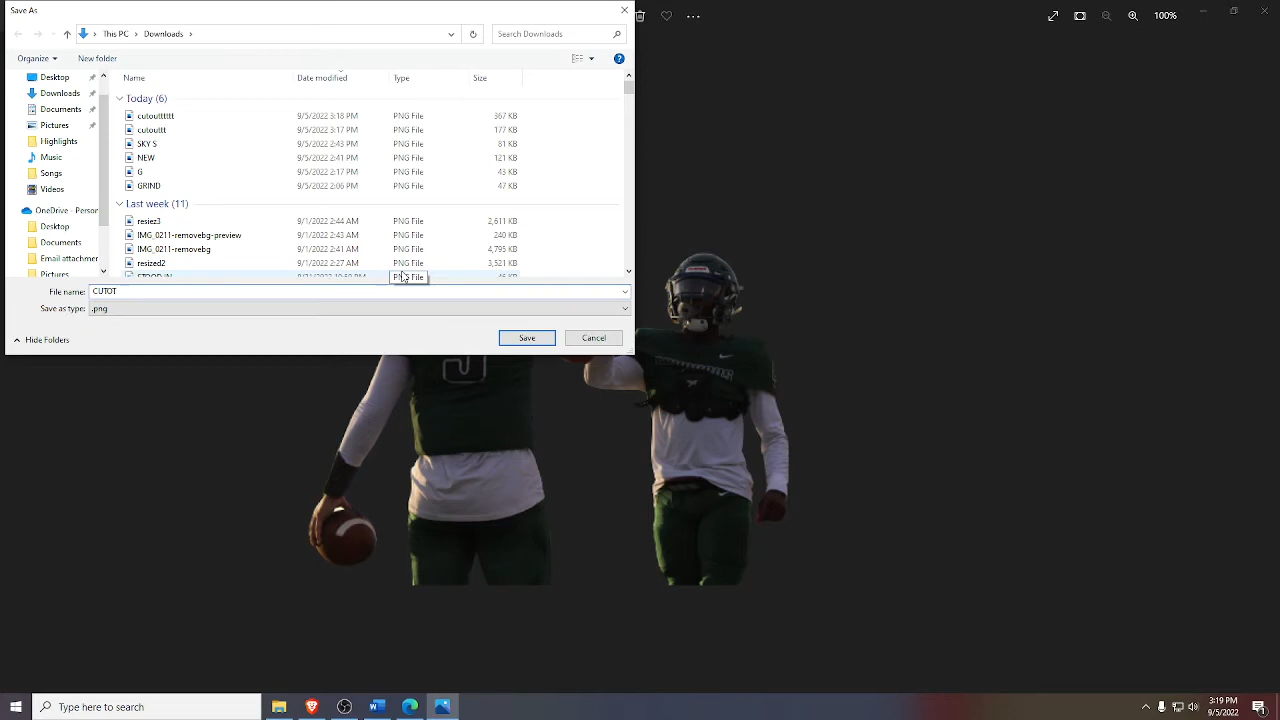 Save As
1000%
This PC
Downloads
Search Downloads
Organize
New folder
Desktop
Downloads
Documents
Pictures
Highlights
Music
Songs
Videos
OneDrive - Person
Desktop
Documents
Email attachmer
Pictures
Name Date modified Type Size
Today (6)
cutouttttt 9/5/2022 3:18 PM PNG File 367 KB
cutoutt 9/5/2022 3:17 PM PNG File 177 KB
SKY S 9/5/2022 2:43 PM PNG File 81 KB
NEW 9/5/2022 2:41 PM PNG File 121 KB
G 9/5/2022 2:17 PM PNG File 43 KB
GRIND 9/5/2022 2:06 PM PNG File 47 KB
Last week (11)
resiez3 9/1/2022 2:44 AM PNG File 2,611 KB
IMG_0211-removebg-preview 9/1/2022 2:43 AM PNG File 240 KB
IMG_0211-removebg 9/1/2022 2:41 AM PNG File 4,795 KB
resized2 9/1/2022 2:27 AM PNG File 3,521 KB
File name: CUTOT
Save as type: .png
Hide Folders
Save
Cancel
Type here to search
3:19 PM
9/5/2022